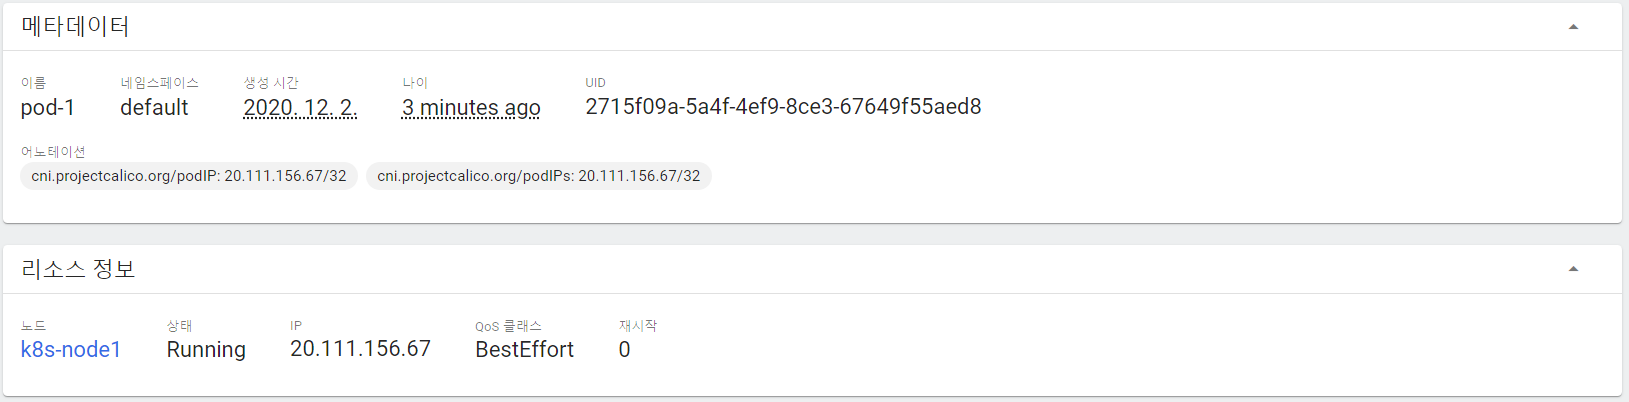 메타데이터
이름 네임스페이스 생성 시간 나이 UID
pod-1 default 2020. 12. 2. 3 minutes ago 2715f09a-5a4f-4ef9-8ce3-67649f55aed8
어노테이션
cni.projectcalico.org/podIP: 20.111.156.67/32 cni.projectcalico.org/podIPs: 20.111.156.67/32
리소스 정보
노드 상태 IP QoS 클래스 재시작
k8s-node1 Running 20.111.156.67 BestEffort 0